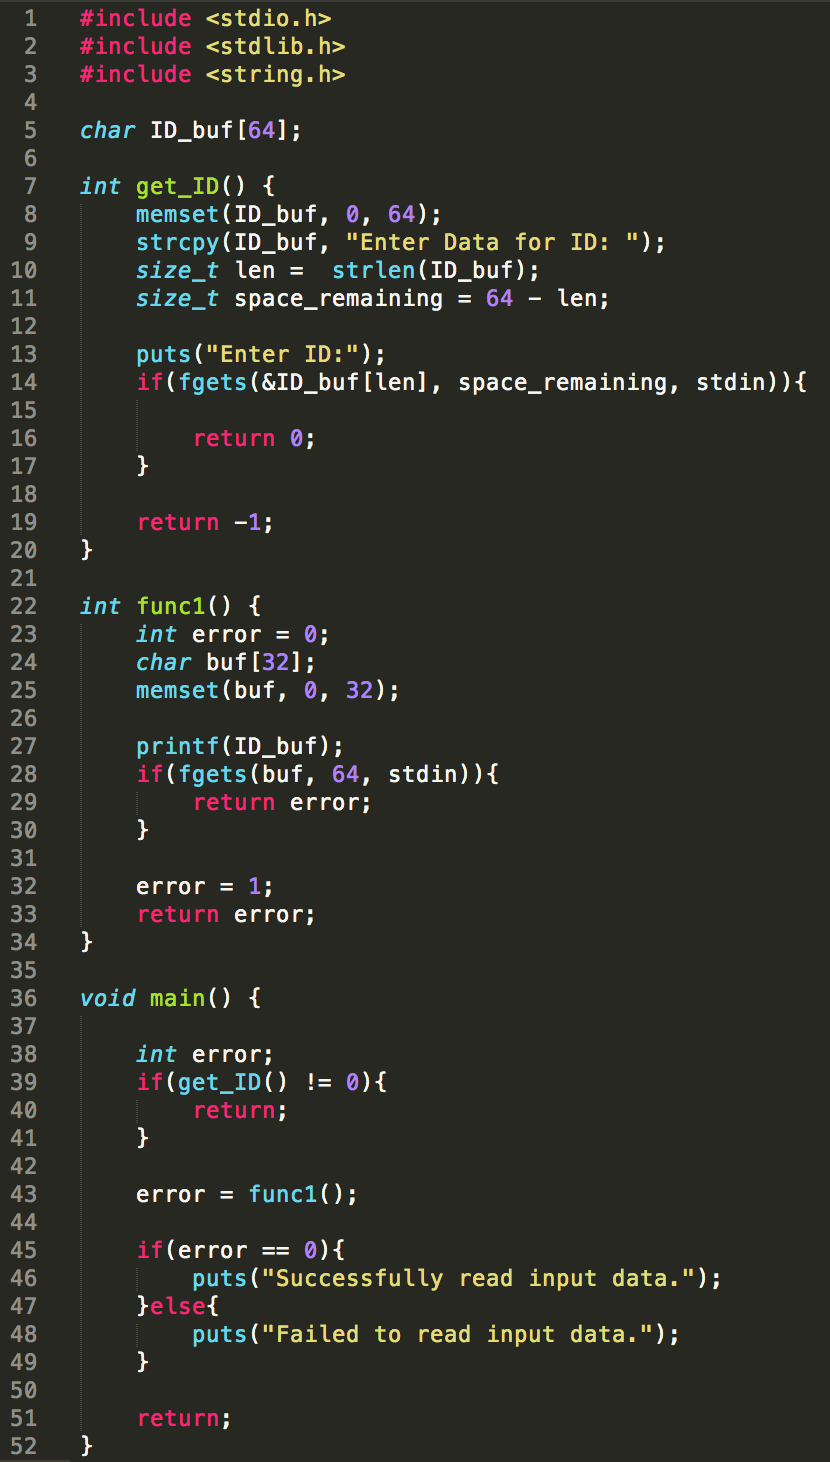 1 #include <stdio.h>
2 #include <stdlib.h>
3 #include <string.h>
4
5 char ID_buf[64];
6
7 int get_ID() {
8     memset(ID_buf, 0, 64);
9     strcpy(ID_buf, "Enter Data for ID: ");
10     size_t len =  strlen(ID_buf);
11     size_t space_remaining = 64 - len;
12
13     puts("Enter ID:");
14     if(fgets(&ID_buf[len], space_remaining, stdin)){
15
16         return 0;
17     }
18
19     return -1;
20 }
21
22 int func1() {
23     int error = 0;
24     char buf[32];
25     memset(buf, 0, 32);
26
27     printf(ID_buf);
28     if(fgets(buf, 64, stdin)){
29         return error;
30     }
31
32     error = 1;
33     return error;
34 }
35
36 void main() {
37
38     int error;
39     if(get_ID() != 0){
40         return;
41     }
42
43     error = func1();
44
45     if(error == 0){
46         puts("Successfully read input data.");
47     }else{
48         puts("Failed to read input data.");
49     }
50
51     return;
52 }